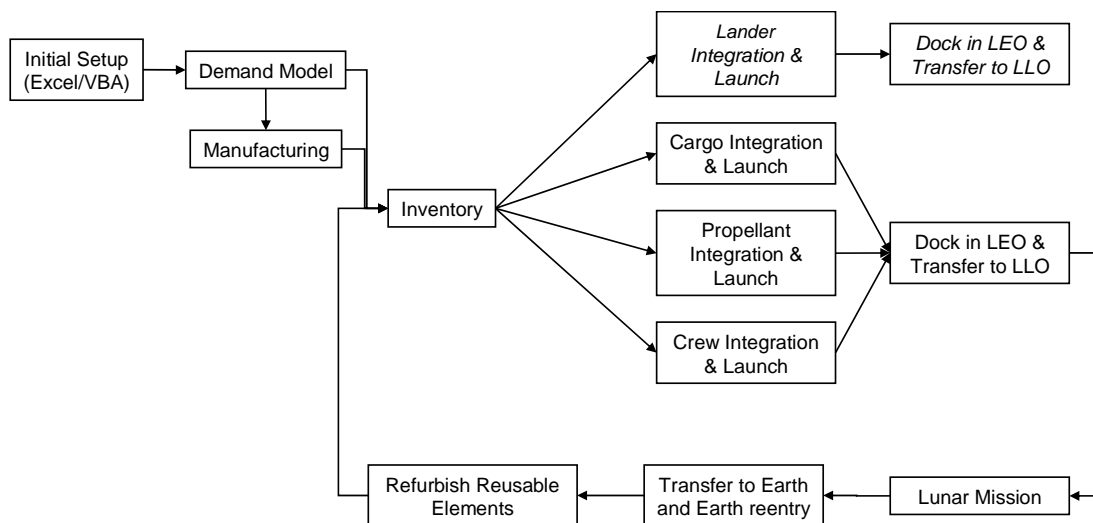 Initial Setup
(Excel/VBA)
Demand Model
Manufacturing
Inventory
Lander
Integration &
Launch
Dock in LEO &
Transfer to LLO
Cargo Integration
& Launch
Propellant
Integration &
Launch
Dock in LEO &
Transfer to LLO
Crew Integration
& Launch
Refurbish Reusable
Elements
Transfer to Earth
and Earth reentry
Lunar Mission